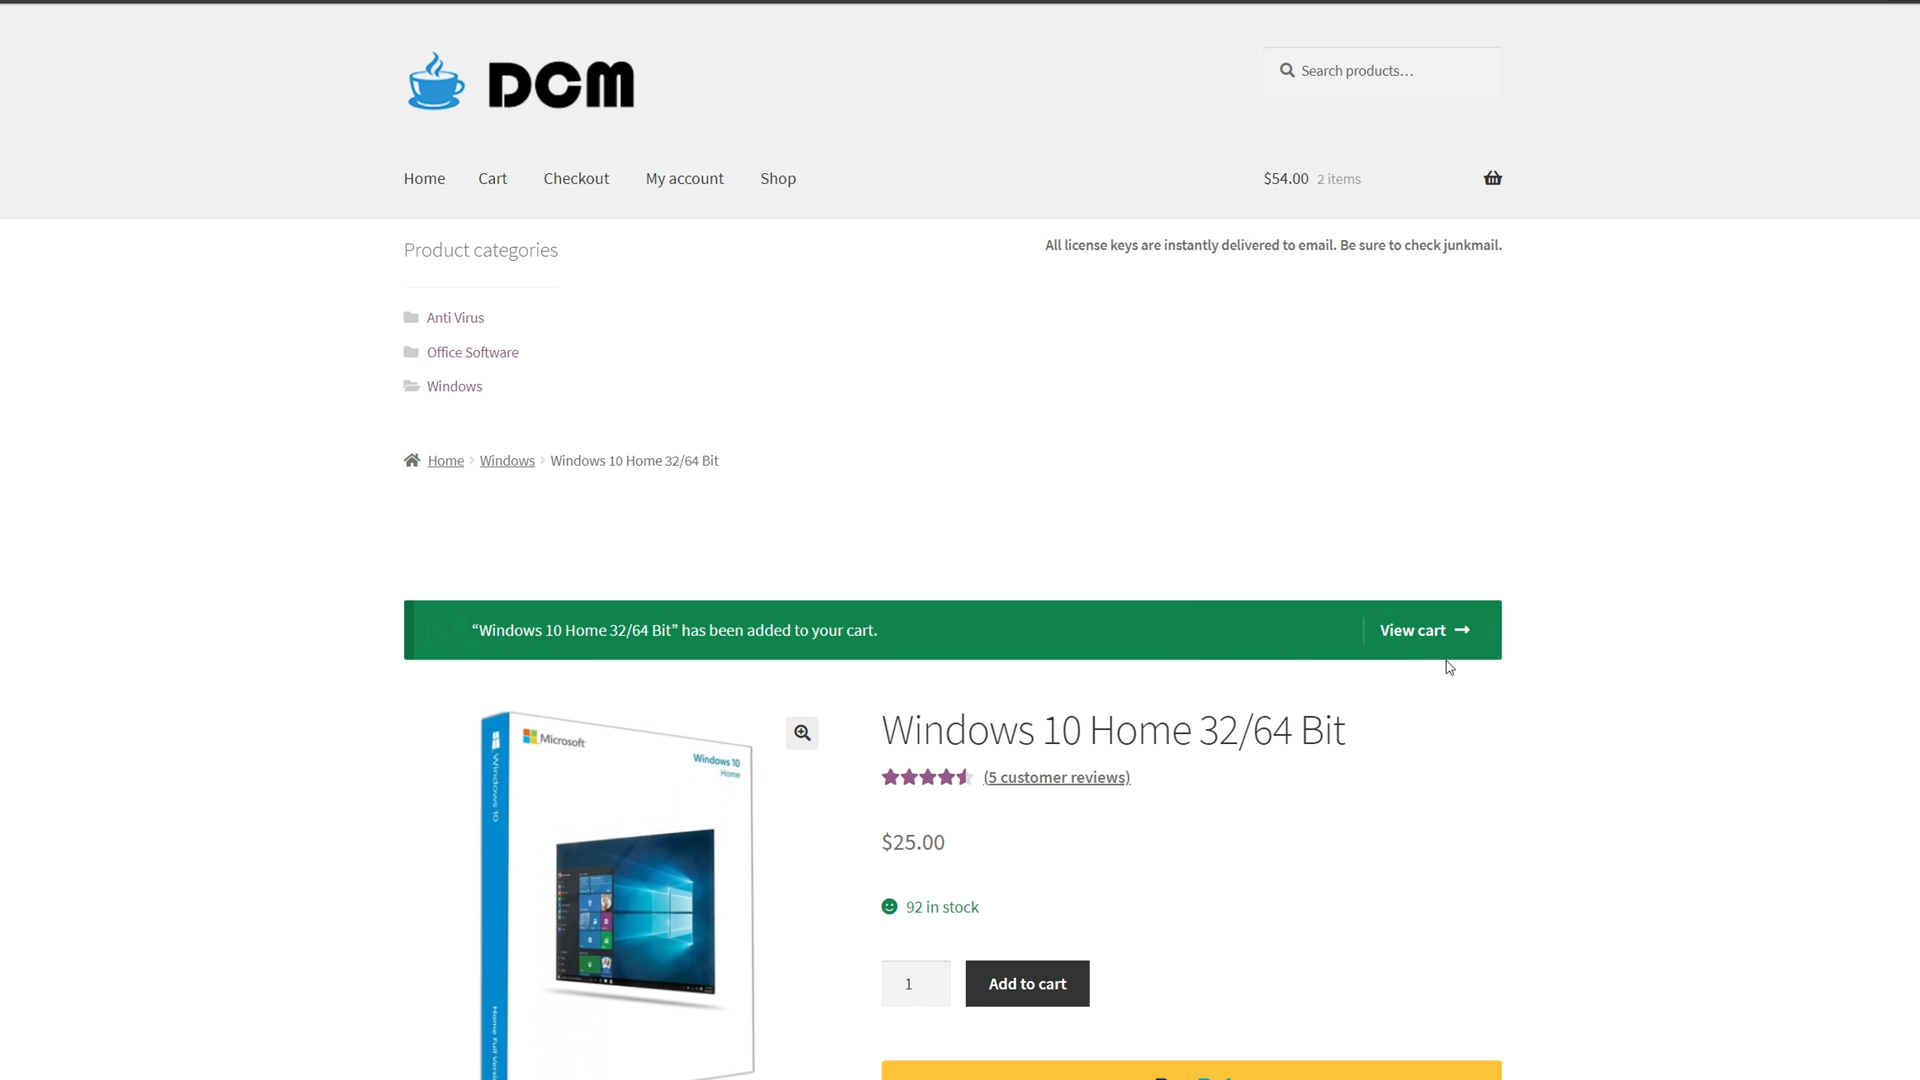 DCM
Search products…
Home Cart Checkout My account Shop
$54.00 2 items
Product categories
All license keys are instantly delivered to email. Be sure to check junkmail.
Anti Virus
Office Software
Windows
Home Windows Windows 10 Home 32/64 Bit
“Windows 10 Home 32/64 Bit” has been added to your cart.
View cart →
Microsoft
Windows 10
Home
Windows 10
Windows 10 Home 32/64 Bit
(5 customer reviews)
$25.00
92 in stock
1
Add to cart